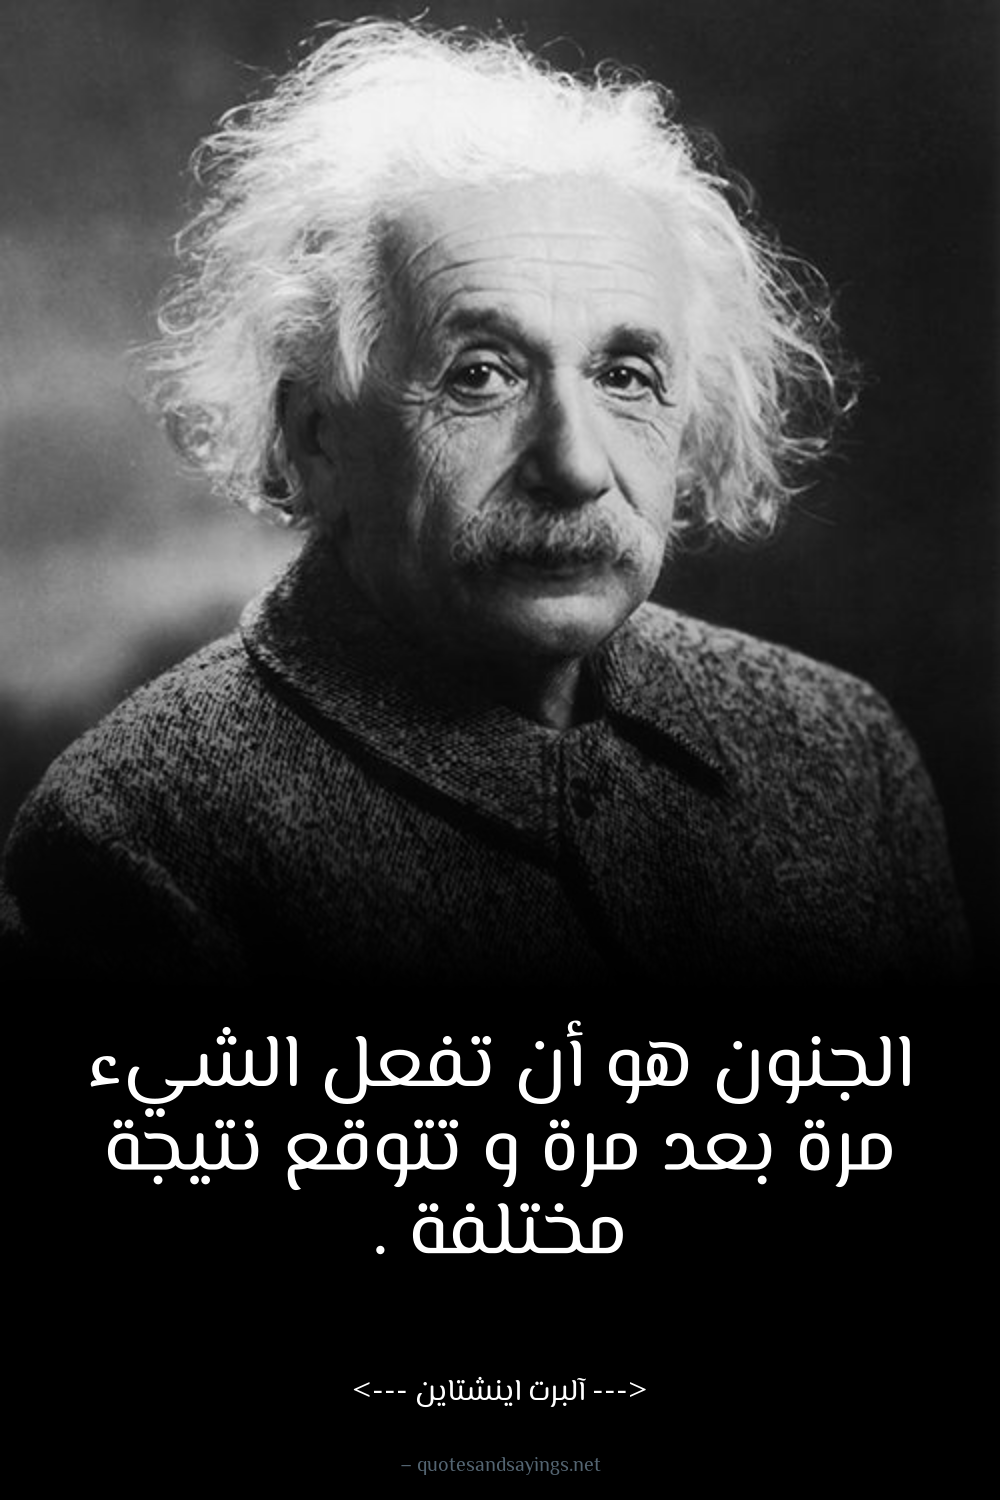 الجنون هو أن تفعل الشيء
مرة بعد مرة و تتوقع نتيجة
مختلفة .
<--- آلبرت اينشتاين --->
– quotesandsayings.net